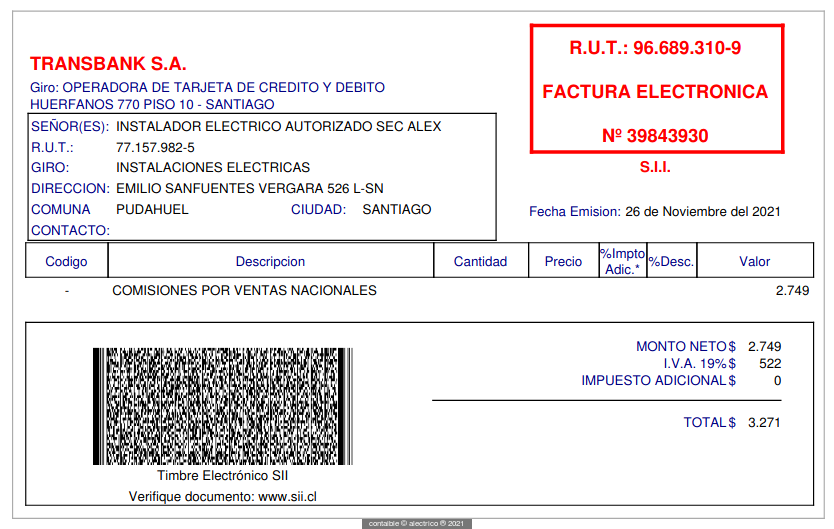 TRANSBANK S.A.
Giro: OPERADORA DE TARJETA DE CREDITO Y DEBITO
HUERFANOS 770 PISO 10 - SANTIAGO
R.U.T.: 96.689.310-9
FACTURA ELECTRONICA
Nº 39843930
S.I.I.
SEÑOR(ES): INSTALADOR ELECTRICO AUTORIZADO SEC ALEX
R.U.T.: 77.157.982-5
GIRO: INSTALACIONES ELECTRICAS
DIRECCION: EMILIO SANFUENTES VERGARA 526 L-SN
COMUNA PUDAHUEL CIUDAD: SANTIAGO
CONTACTO:
Fecha Emision: 26 de Noviembre del 2021
Codigo Descripcion Cantidad Precio %Impto Adic.* %Desc. Valor
- COMISIONES POR VENTAS NACIONALES 2.749
MONTO NETO $ 2.749
I.V.A. 19% $ 522
IMPUESTO ADICIONAL $ 0
TOTAL $ 3.271
Timbre Electrónico SII
Verifique documento: www.sii.cl
contaible © alectrico ® 2021